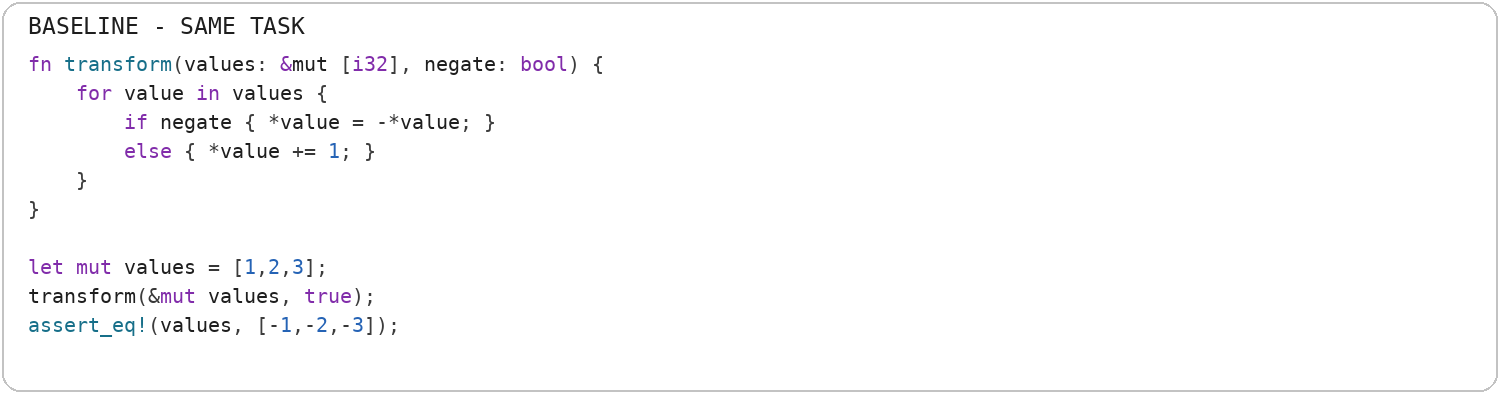 BASELINE - SAME TASK
fn transform(values: &mut [i32], negate: bool) {
    for value in values {
        if negate { *value = -*value; }
        else { *value += 1; }
    }
}

let mut values = [1,2,3];
transform(&mut values, true);
assert_eq!(values, [-1,-2,-3]);